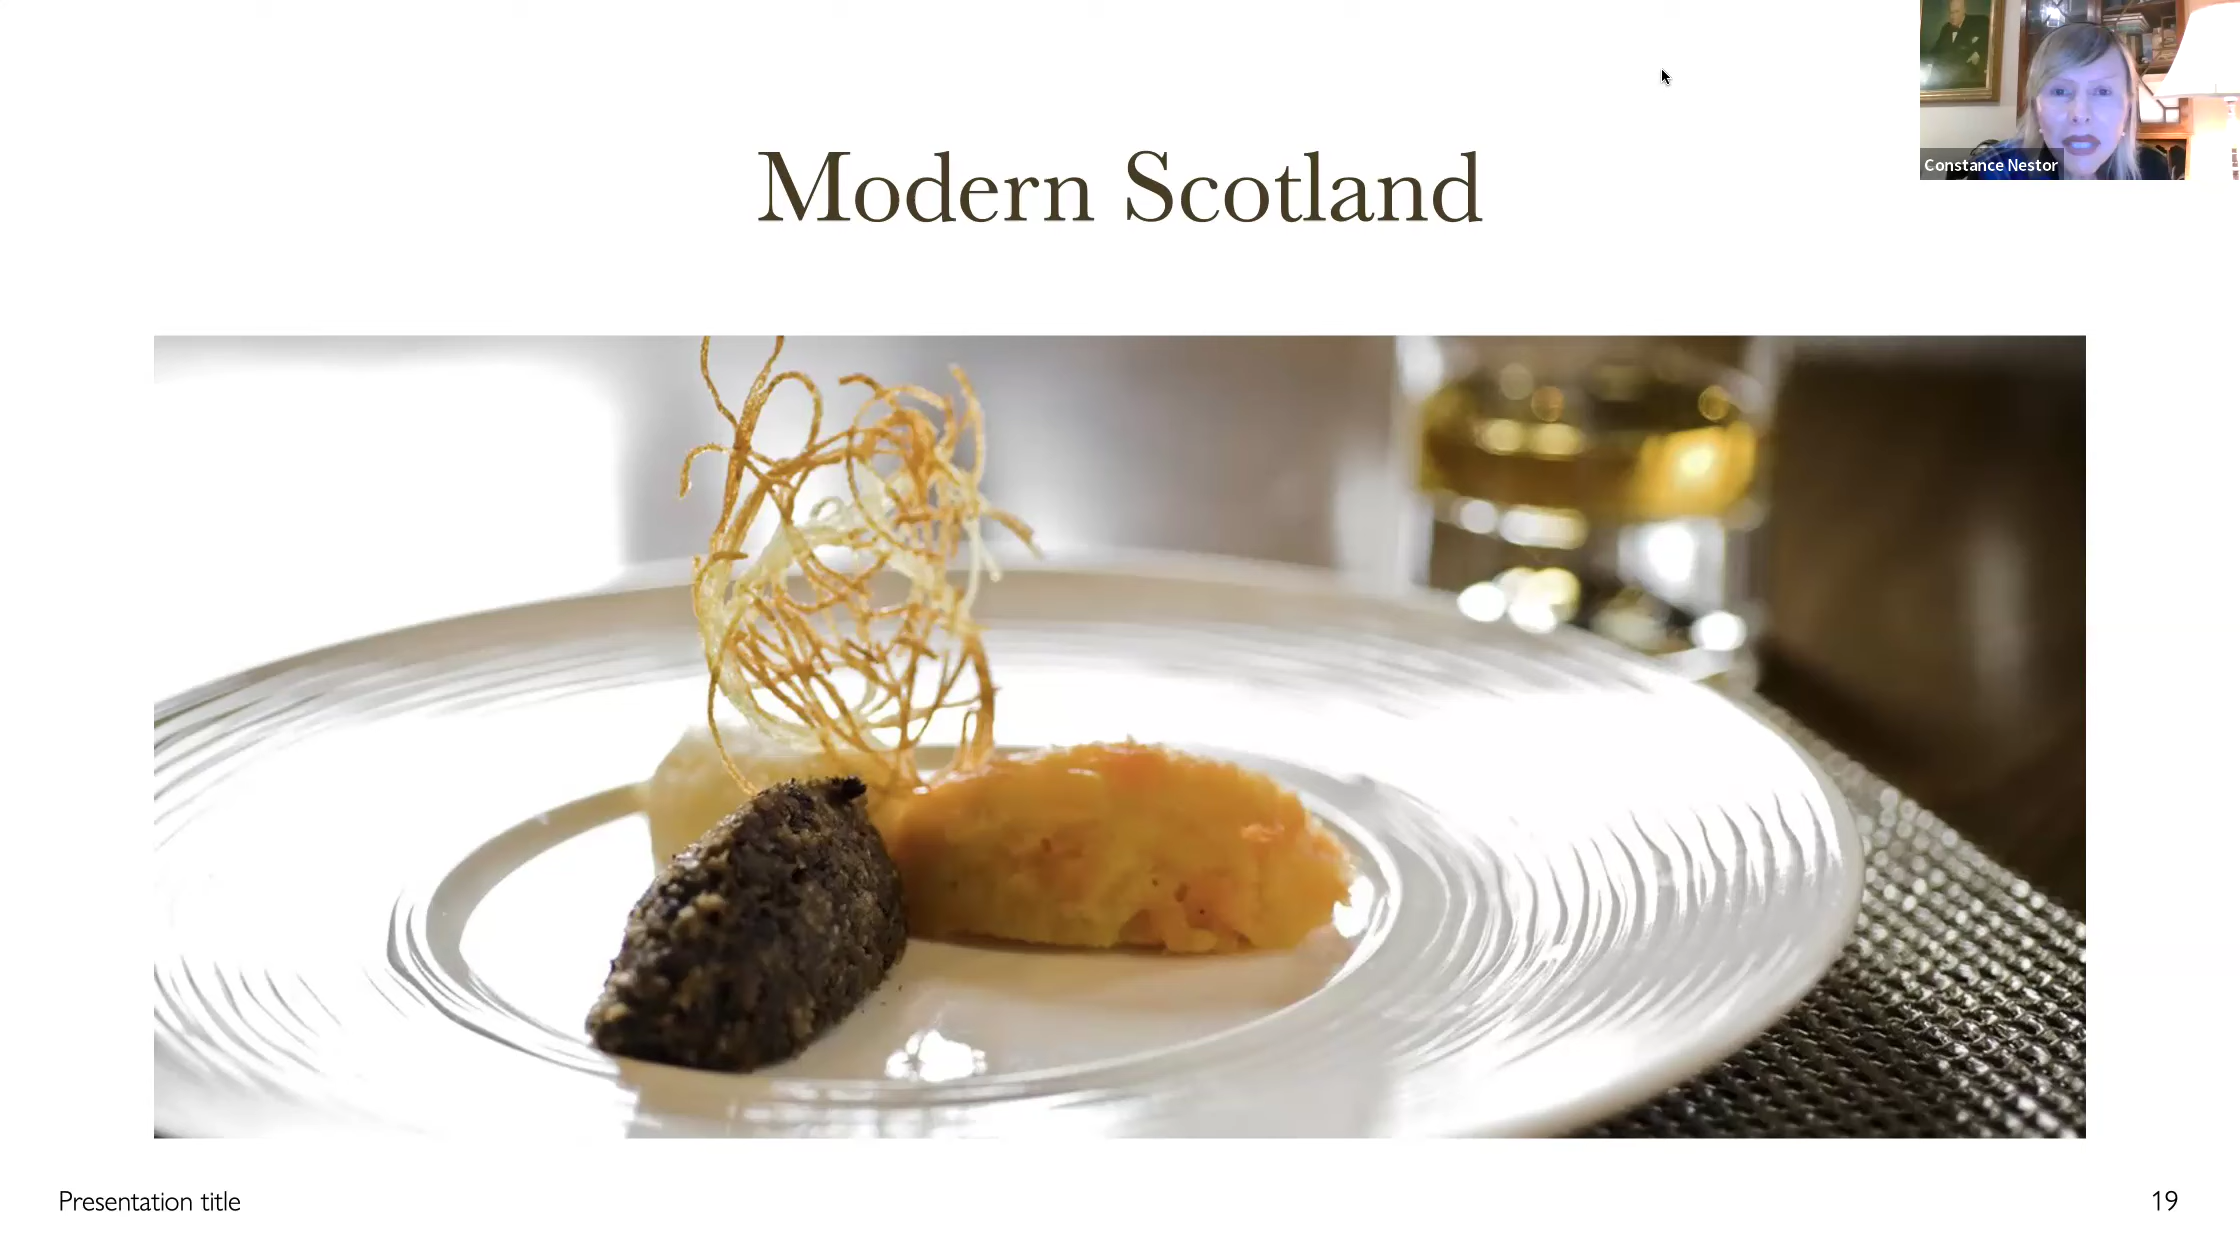 Constance Nestor
Modern Scotland
Presentation title
19